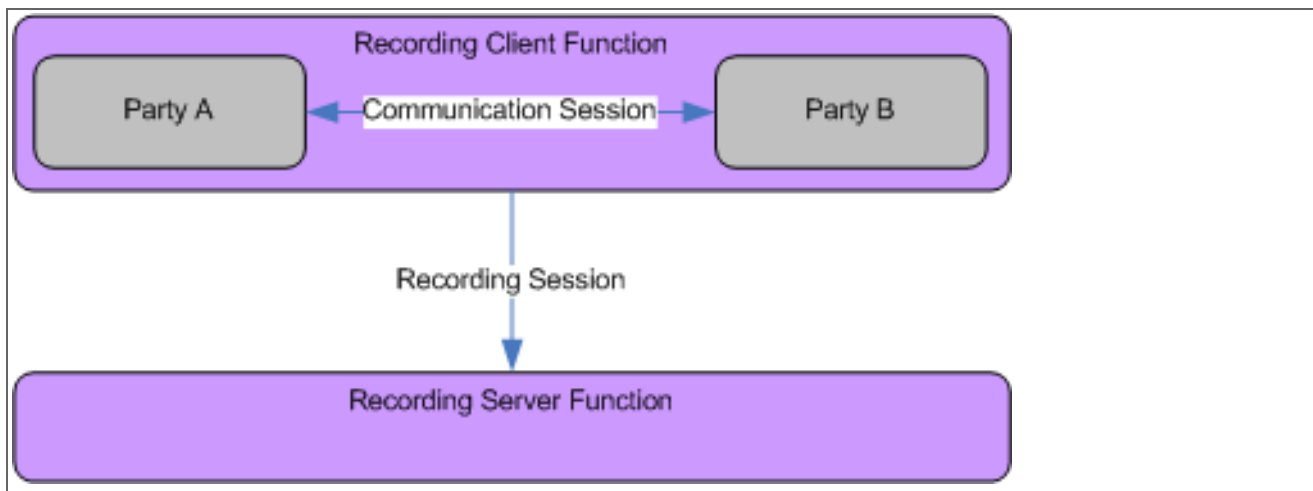 Recording Client Function
Party A
Communication Session
Party B
Recording Session
Recording Server Function